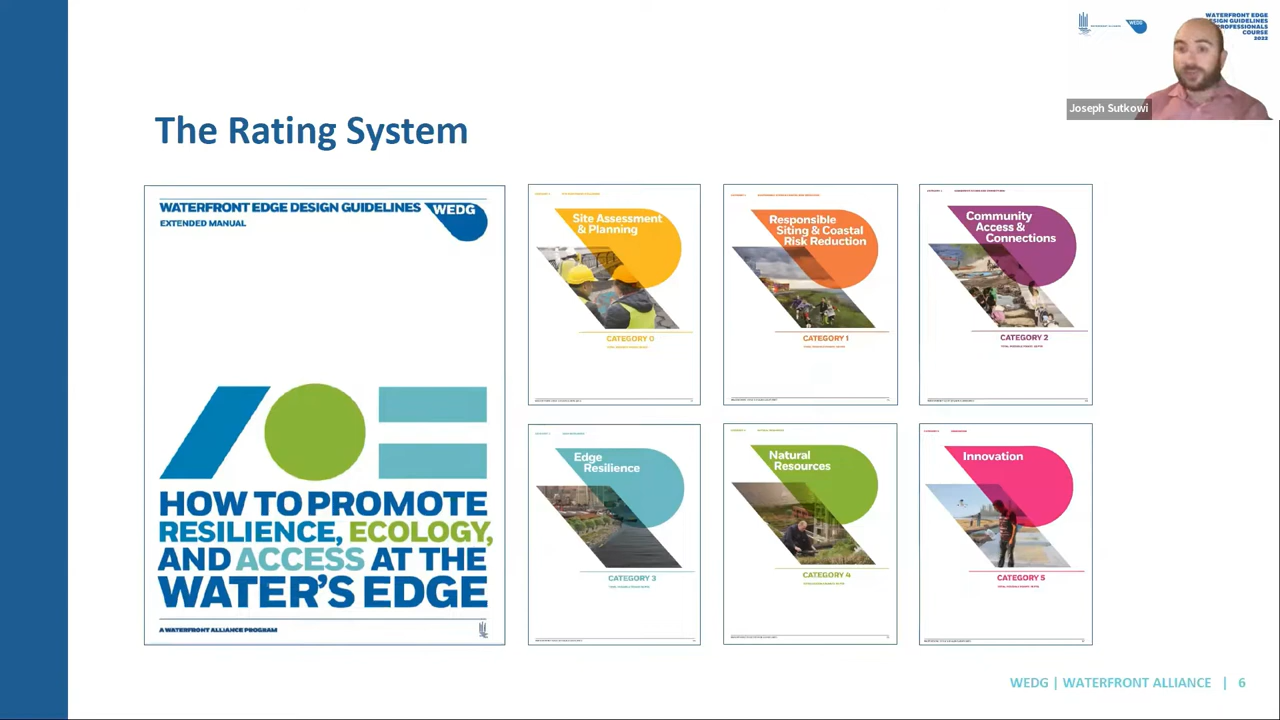 WATERFRONT ALLIANCE
WEDG
WATERFRONT EDGE
DESIGN GUIDELINES
PROFESSIONALS
COURSE
2022
Joseph Sutkowi
The Rating System
WATERFRONT EDGE DESIGN GUIDELINES
WEDG
EXTENDED MANUAL
HOW TO PROMOTE
RESILIENCE, ECOLOGY,
AND ACCESS AT THE
WATER'S EDGE
A WATERFRONT ALLIANCE PROGRAM
Site Assessment
& Planning
CATEGORY 0
Responsible
Siting & Coastal
Risk Reduction
CATEGORY 1
Community
Access &
Connections
CATEGORY 2
Edge
Resilience
CATEGORY 3
Natural
Resources
CATEGORY 4
Innovation
CATEGORY 5
WEDG | WATERFRONT ALLIANCE | 6